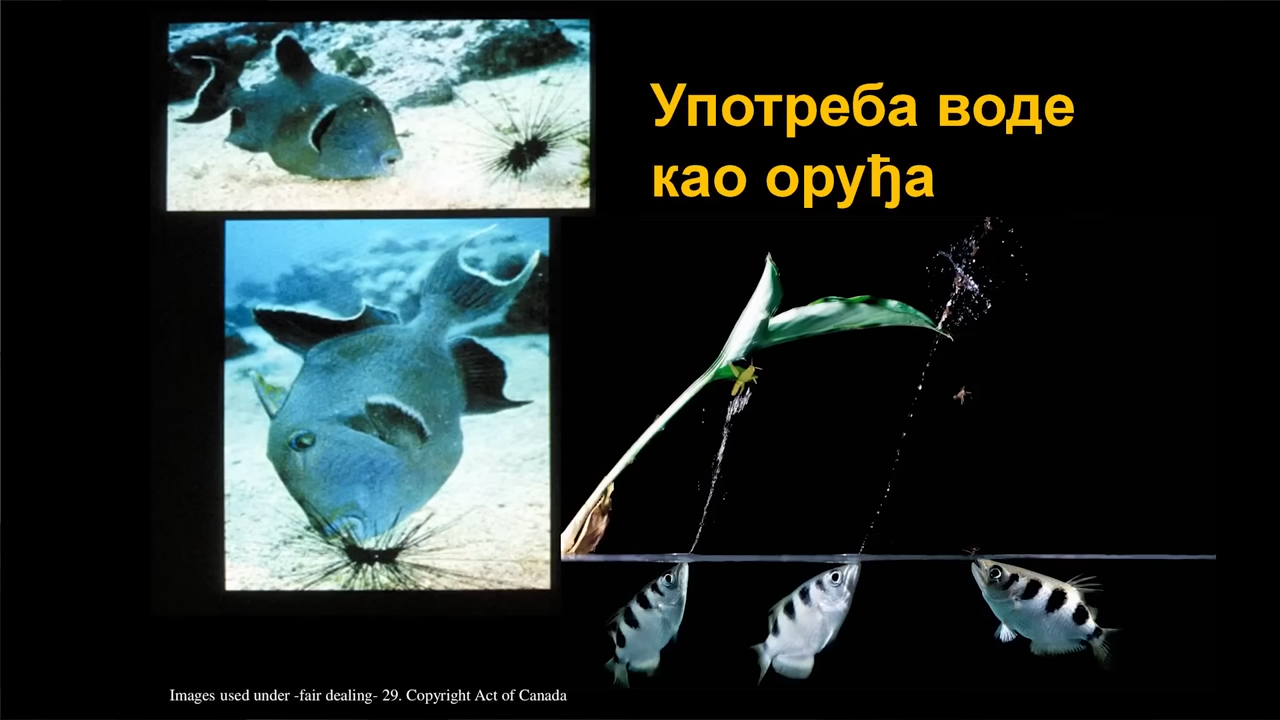 Употреба воде
као оруђа
Images used under -fair dealing- 29. Copyright Act of Canada